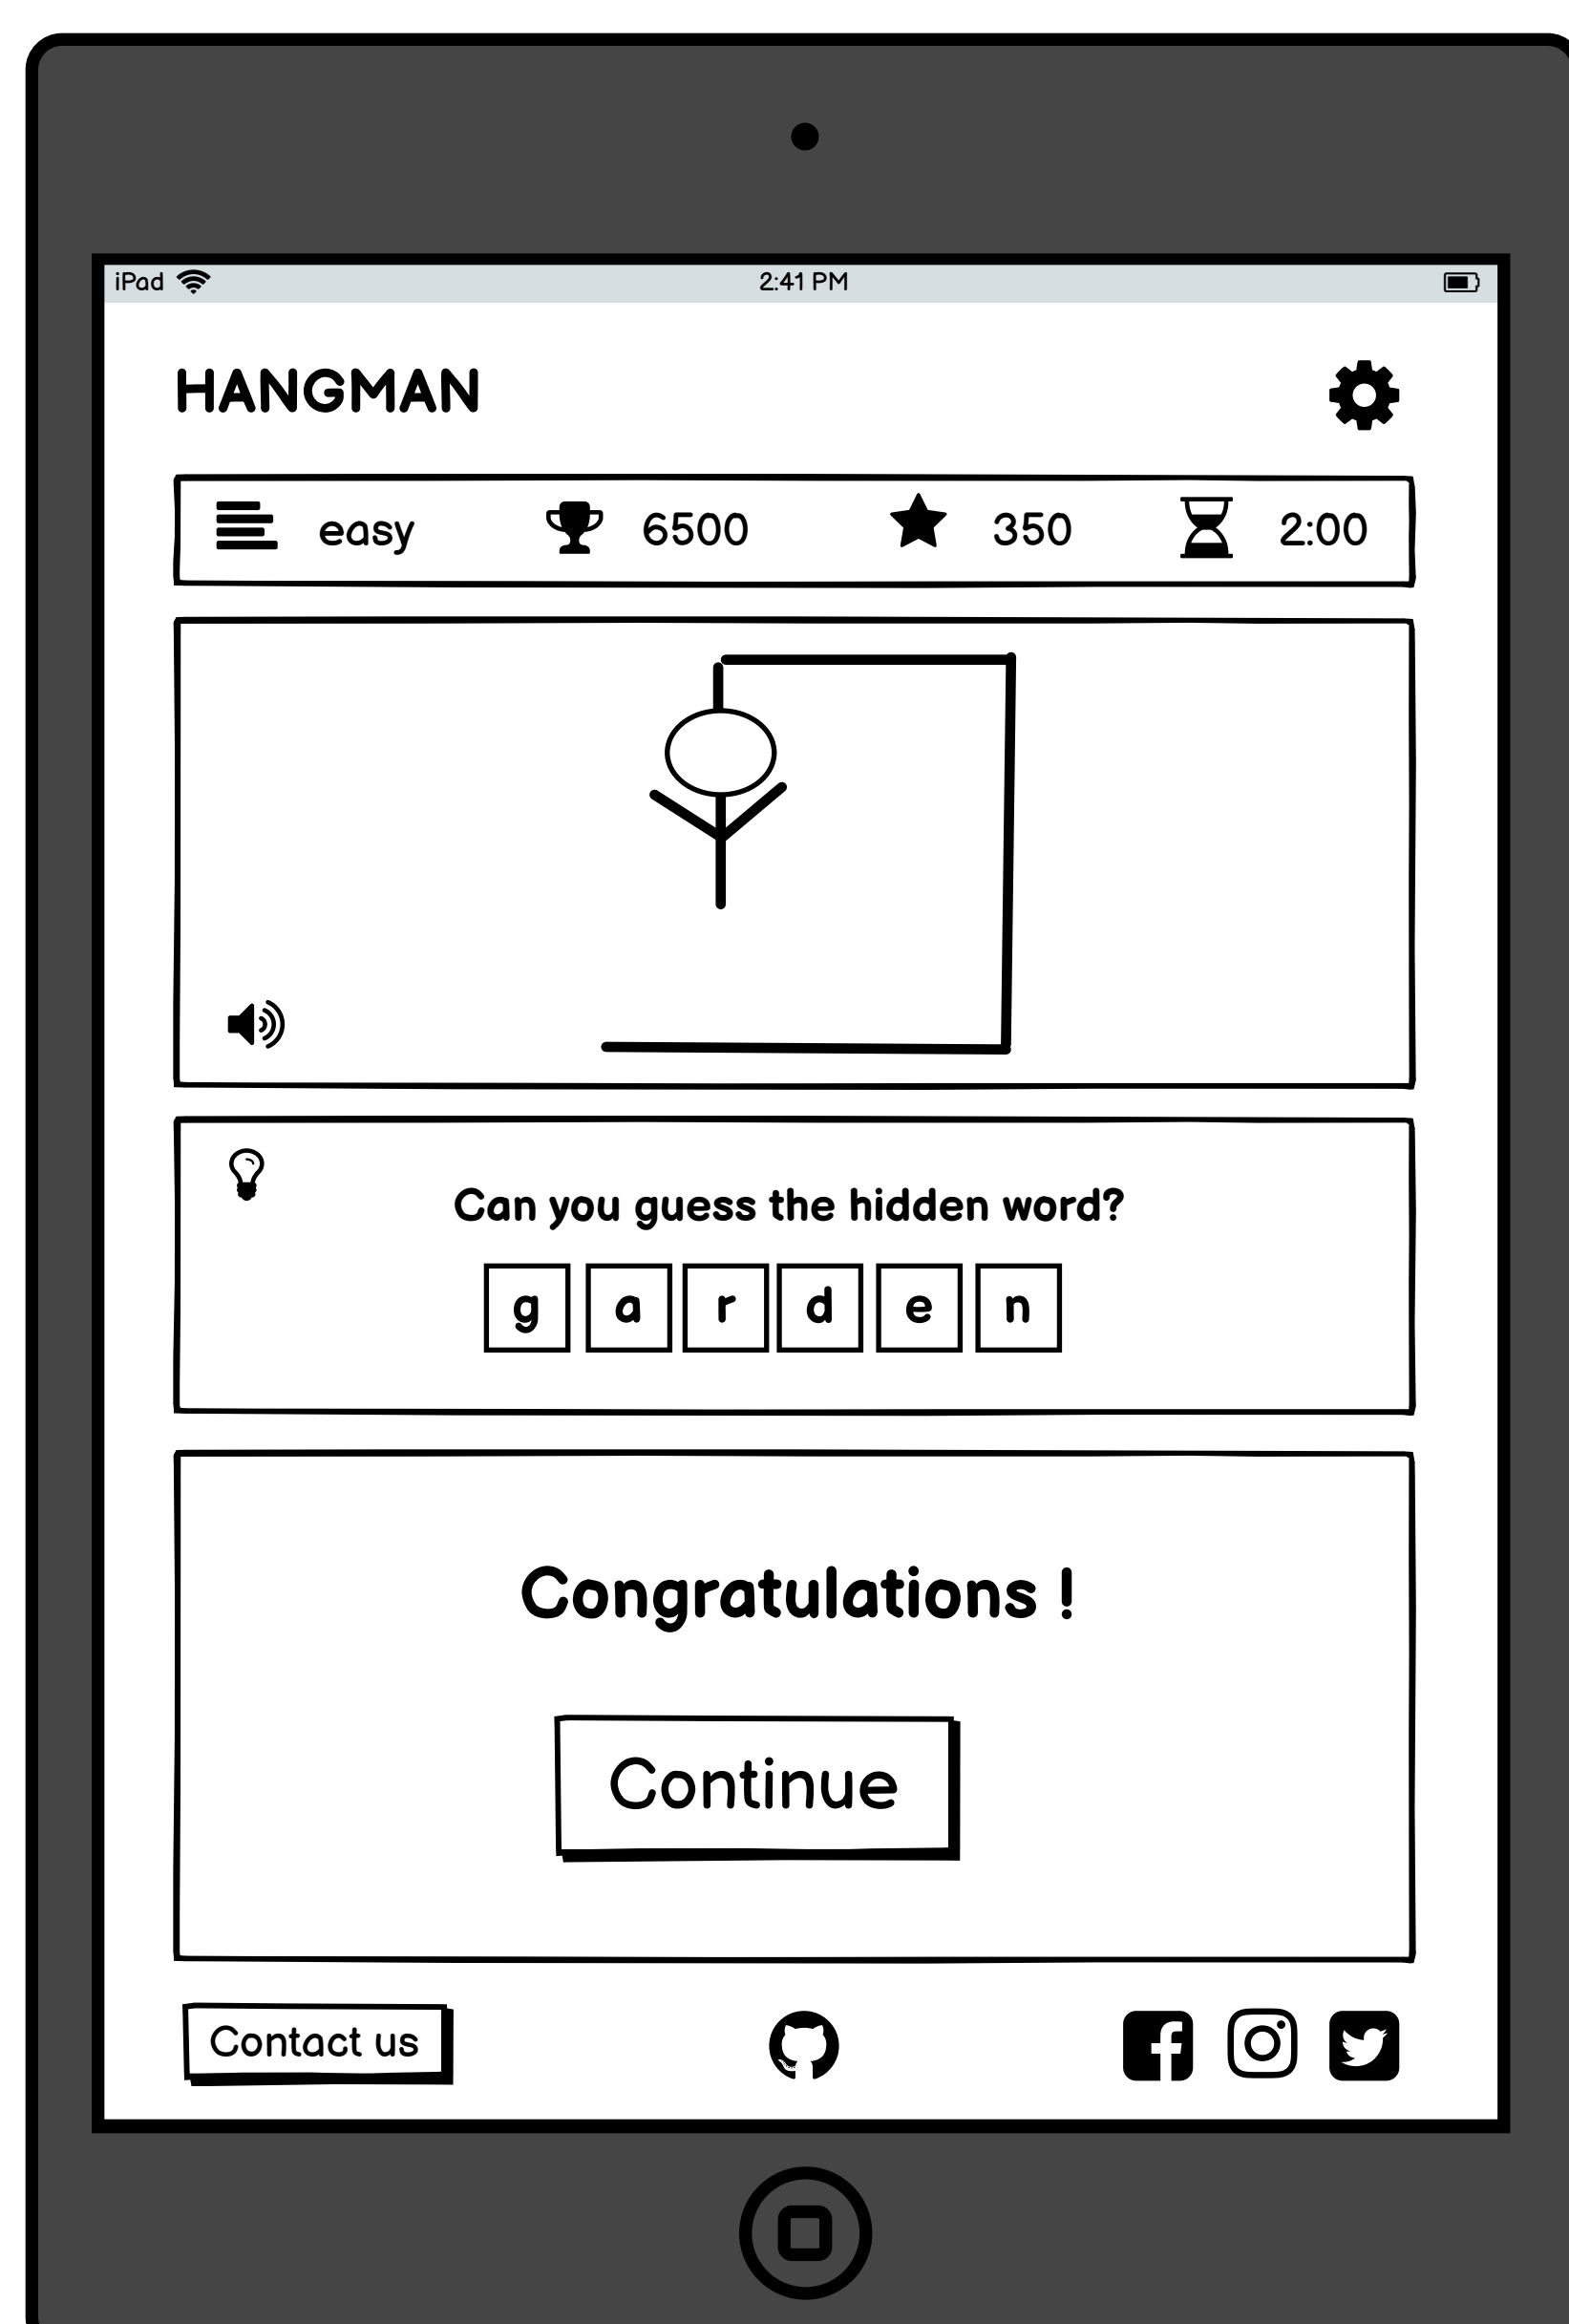 iPad 2:41 PM
HANGMAN
easy 6500 350 2:00
Can you guess the hidden word?
g a r d e n
Congratulations !
Continue
Contact us